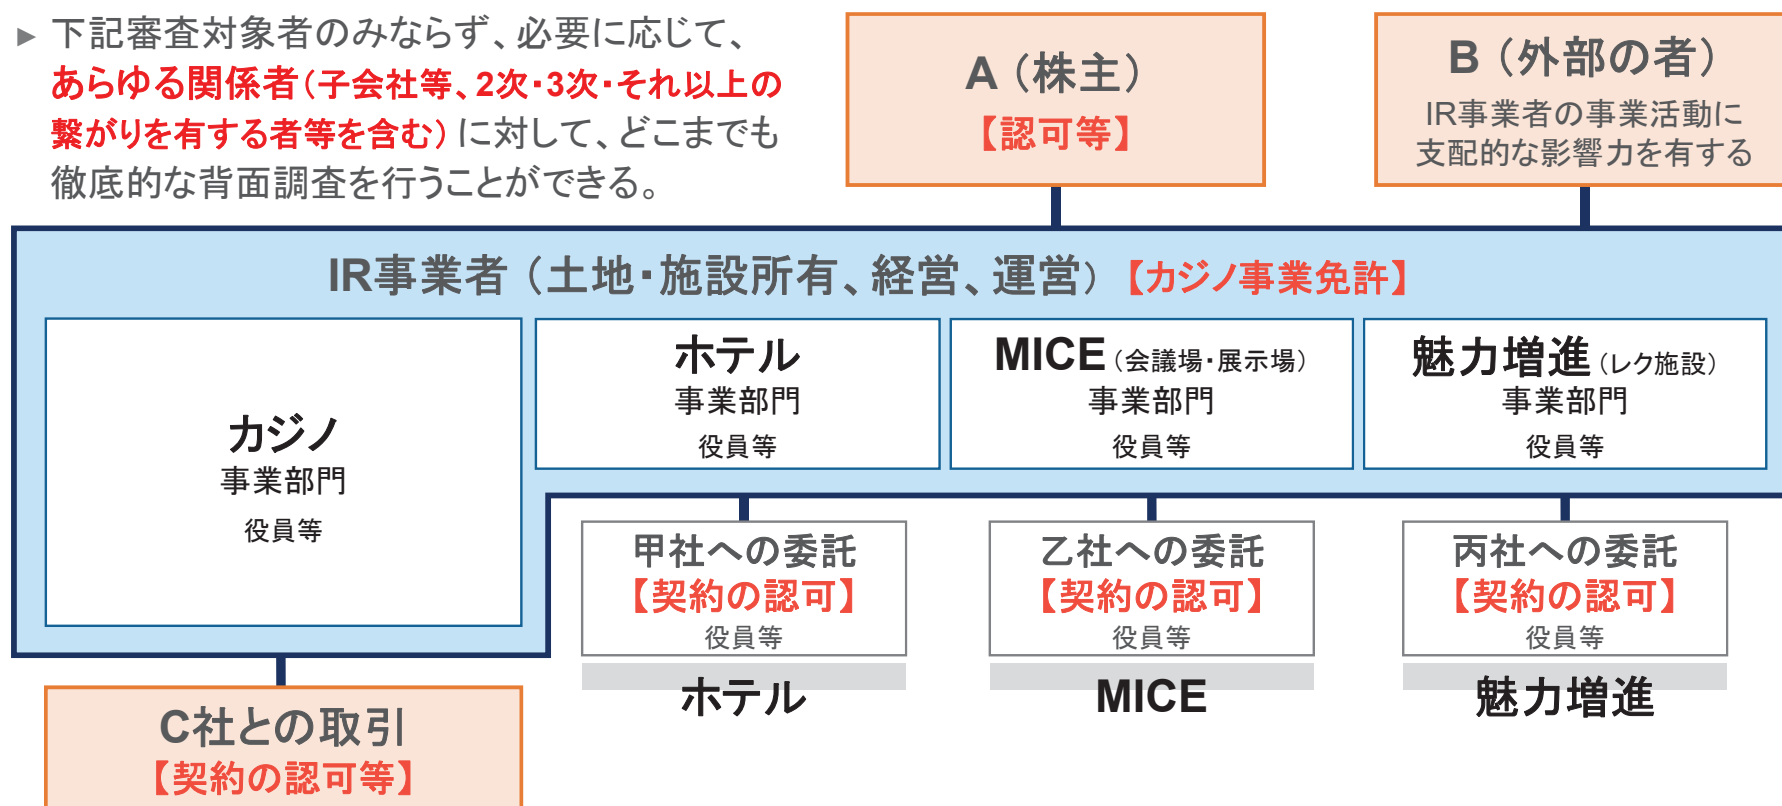 ▶ 下記審査対象者のみならず、必要に応じて、
あらゆる関係者(子会社等、2次・3次・それ以上の
繋がりを有する者等を含む)に対して、どこまでも
徹底的な背面調査を行うことができる。
A(株主)
【認可等】
B(外部の者)
IR事業者の事業活動に
支配的な影響力を有する
IR事業者(土地・施設所有、経営、運営)【カジノ事業免許】
カジノ
事業部門
役員等
ホテル
事業部門
役員等
MICE(会議場・展示場)
事業部門
役員等
魅力増進(レク施設)
事業部門
役員等
甲社への委託
【契約の認可】
役員等
ホテル
乙社への委託
【契約の認可】
役員等
MICE
丙社への委託
【契約の認可】
役員等
魅力増進
C社との取引
【契約の認可等】